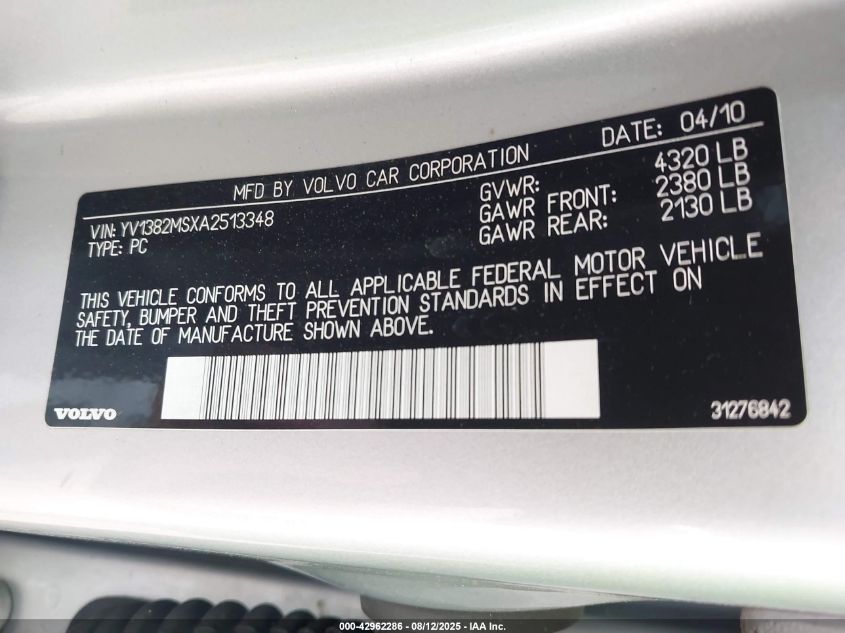 MFD BY VOLVO CAR CORPORATION DATE: 04/10
VIN: YV1382MSXA2513348
TYPE: PC
GVWR: 4320 LB
GAWR FRONT: 2380 LB
GAWR REAR: 2130 LB
THIS VEHICLE CONFORMS TO ALL APPLICABLE FEDERAL MOTOR VEHICLE
SAFETY, BUMPER AND THEFT PREVENTION STANDARDS IN EFFECT ON
THE DATE OF MANUFACTURE SHOWN ABOVE.
VOLVO 31276842
000-42962286 - 08/12/2025 - IAA Inc.